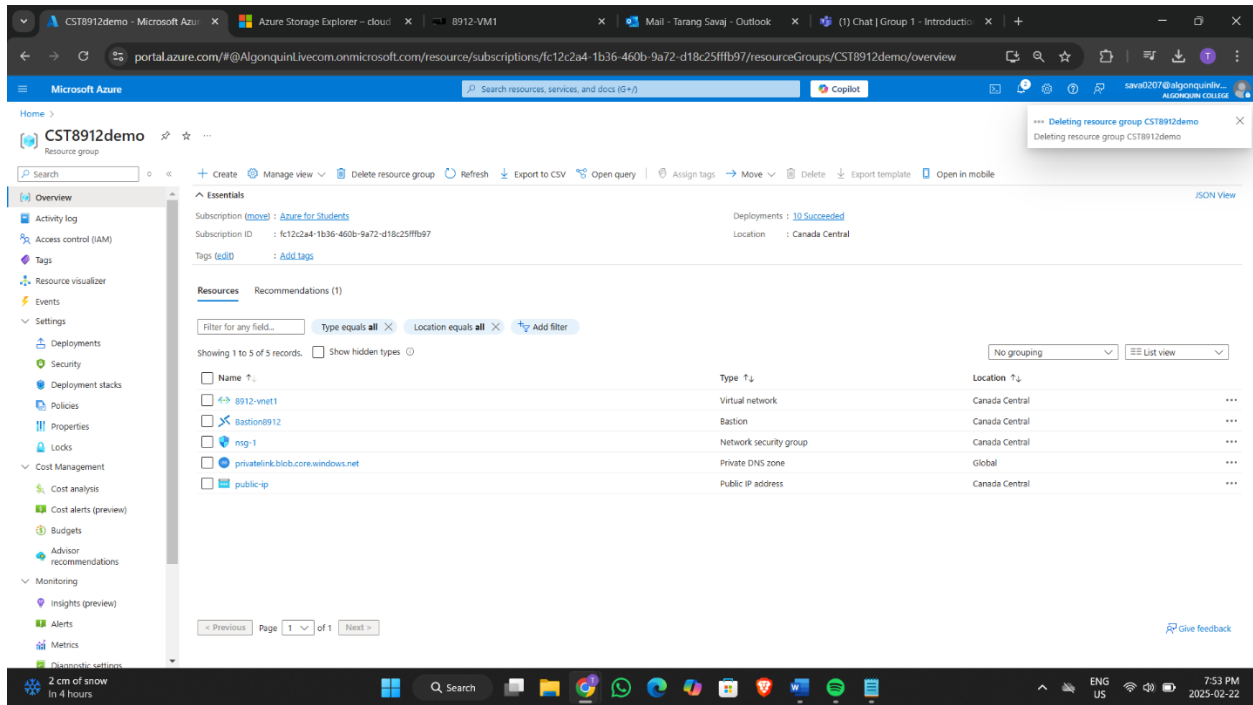 CST8912demo - Microsoft Azur
Azure Storage Explorer – cloud
8912-VM1
Mail - Tarang Savaj - Outlook
(1) Chat | Group 1 - Introductio
portal.azure.com/#@AlgonquinLivecom.onmicrosoft.com/resource/subscriptions/fc12c2a4-1b36-460b-9a72-d18c25fffb97/resourceGroups/CST8912demo/overview
T
Microsoft Azure
Search resources, services, and docs (G+/)
Copilot
2
sava0207@algonquinliv...
ALGONQUIN COLLEGE
Home >
Deleting resource group CST8912demo
Deleting resource group CST8912demo
CST8912demo
Resource group
Search
Create Manage view Delete resource group Refresh Export to CSV Open query Assign tags Move Delete Export template Open in mobile
Overview
Activity log
Access control (IAM)
Tags
Resource visualizer
Events
Settings
Deployments
Security
Deployment stacks
Policies
Properties
Locks
Cost Management
Cost analysis
Cost alerts (preview)
Budgets
Advisor
recommendations
Monitoring
Insights (preview)
Alerts
Metrics
Diagnostic settings
Essentials
JSON View
Subscription (move) : Azure for Students
Deployments : 10 Succeeded
Subscription ID : fc12c2a4-1b36-460b-9a72-d18c25fffb97
Location : Canada Central
Tags (edit) : Add tags
Resources Recommendations (1)
Filter for any field...
Type equals all
Location equals all
Add filter
Showing 1 to 5 of 5 records.
Show hidden types
No grouping
List view
Name Type Location
8912-vnet1 Virtual network Canada Central
Bastion8912 Bastion Canada Central
nsg-1 Network security group Canada Central
privatelink.blob.core.windows.net Private DNS zone Global
public-ip Public IP address Canada Central
< Previous Page 1 of 1 Next >
Give feedback
2 cm of snow
In 4 hours
Search
ENG
US
7:53 PM
2025-02-22